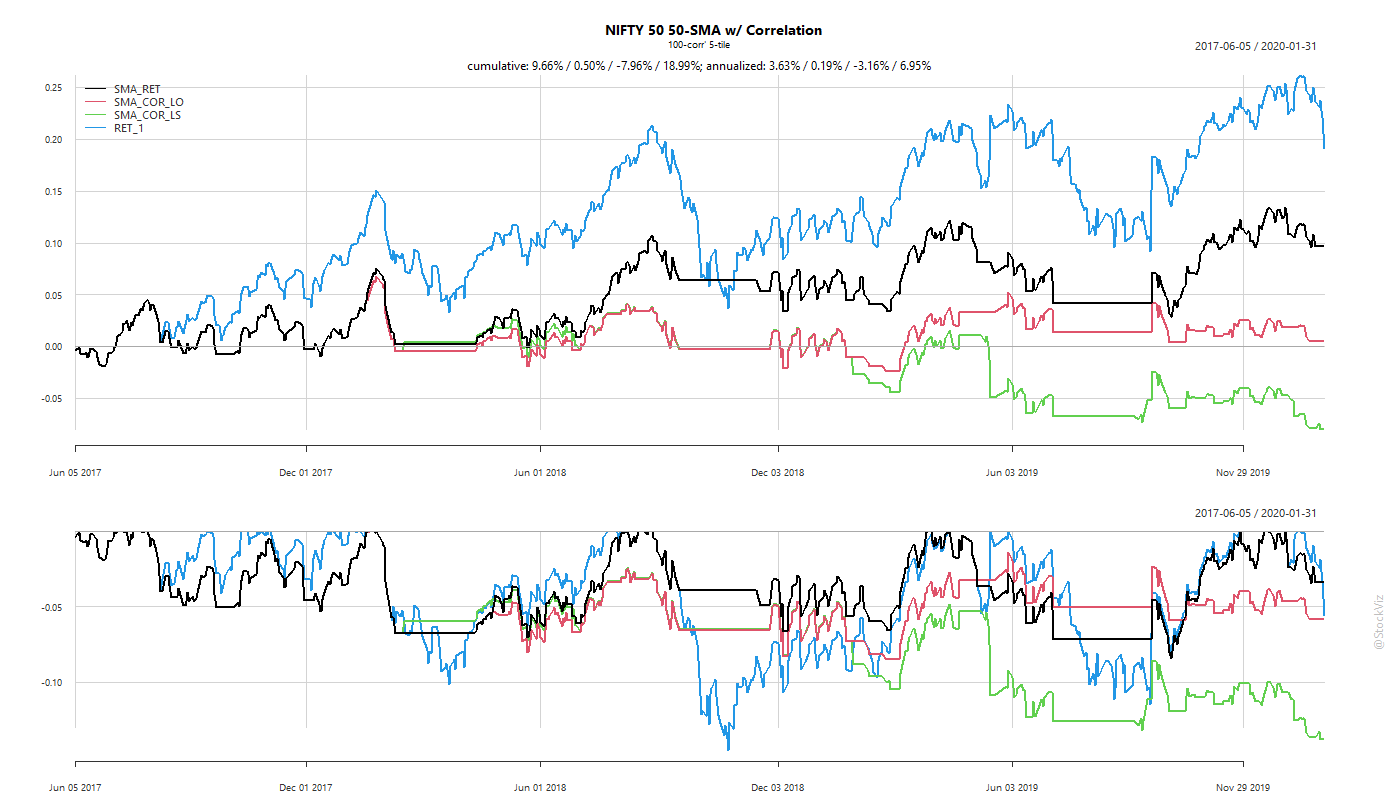 NIFTY 50 50-SMA w/ Correlation
100-corr' 5-tile
2017-06-05 / 2020-01-31
cumulative: 9.66% / 0.50% / -7.96% / 18.99%; annualized: 3.63% / 0.19% / -3.16% / 6.95%
SMA_RET
SMA_COR_LO
SMA_COR_LS
RET_1
0.25
0.20
0.15
0.10
0.05
0.00
-0.05
Jun 05 2017
Dec 01 2017
Jun 01 2018
Dec 03 2018
Jun 03 2019
Nov 29 2019
2017-06-05 / 2020-01-31
-0.05
-0.10
Jun 05 2017
Dec 01 2017
Jun 01 2018
Dec 03 2018
Jun 03 2019
Nov 29 2019
@StockViz